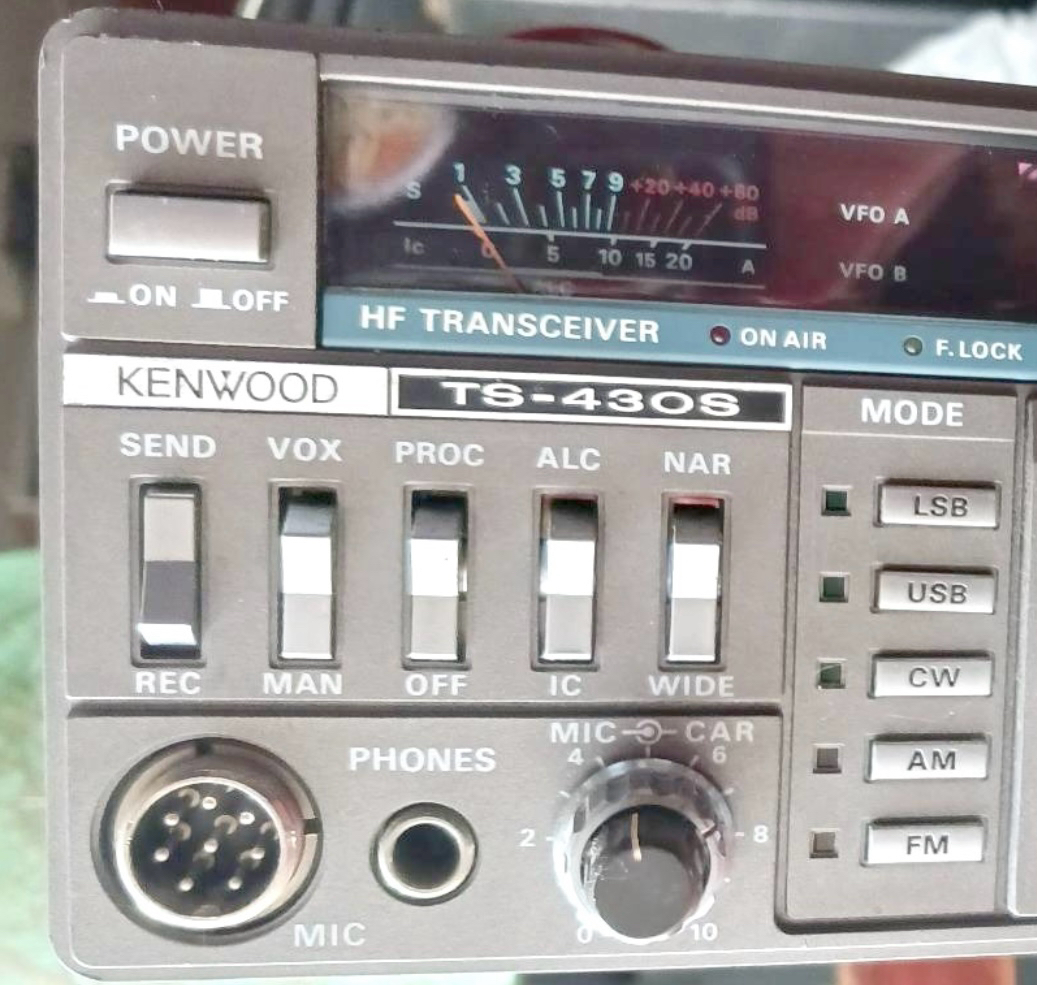 POWER
ON OFF
S 1 3 5 7 9 +20 +40 +60 dB
Ic 0 5 10 15 20 A
VFO A
VFO B
HF TRANSCEIVER ON AIR F.LOCK
KENWOOD TS-430S
SEND VOX PROC ALC NAR
REC MAN OFF IC WIDE
MODE
LSB
USB
CW
AM
FM
PHONES
MIC CAR
4 6
2 8
0 10
MIC